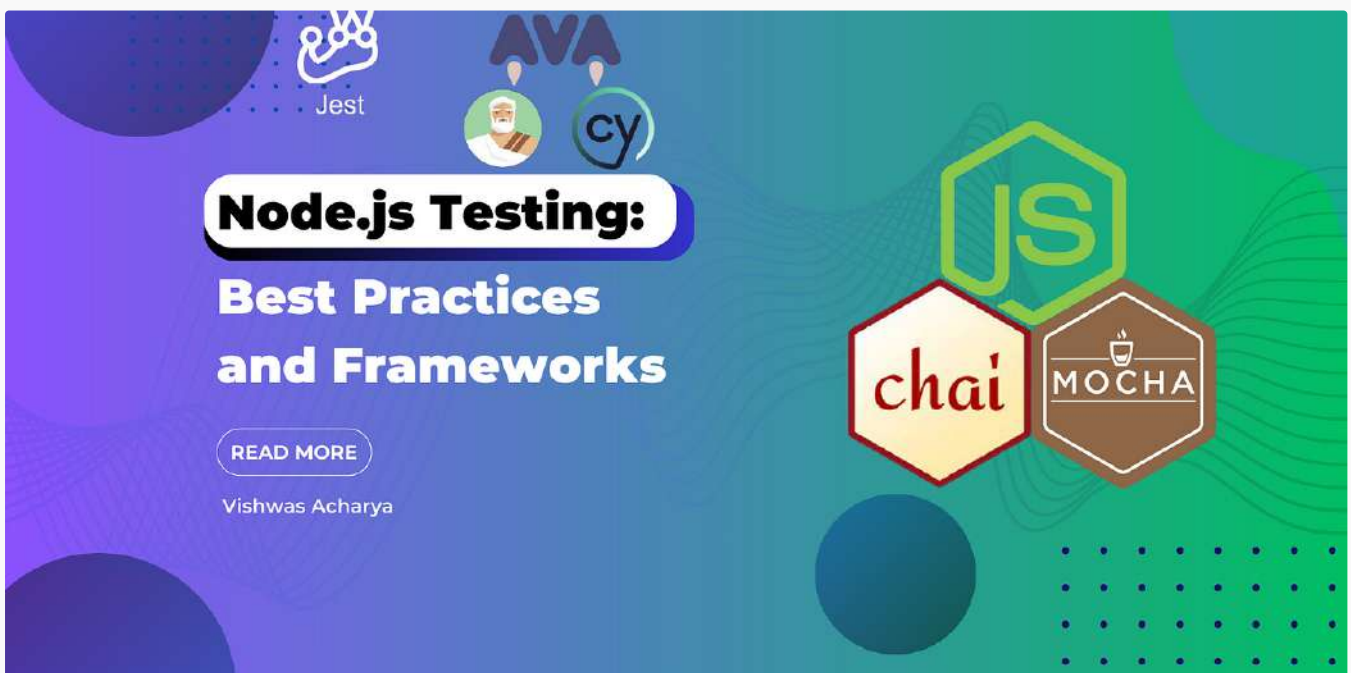 AVA
Jest
cy
Node.js Testing:
Best Practices
and Frameworks
READ MORE
Vishwas Acharya
JS
chai
MOCHA